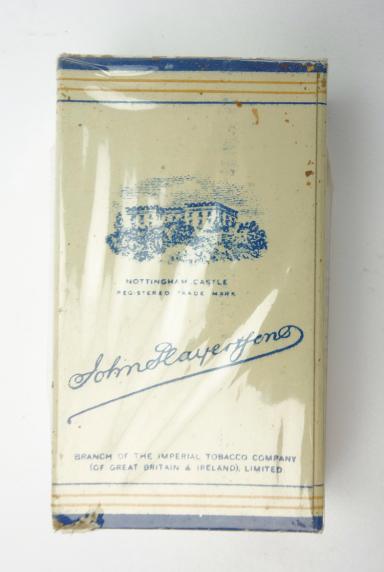 NOTTINGHAM CASTLE
REGISTERED TRADE MARK
John Player & Sons
BRANCH OF THE IMPERIAL TOBACCO COMPANY
(OF GREAT BRITAIN & IRELAND), LIMITED